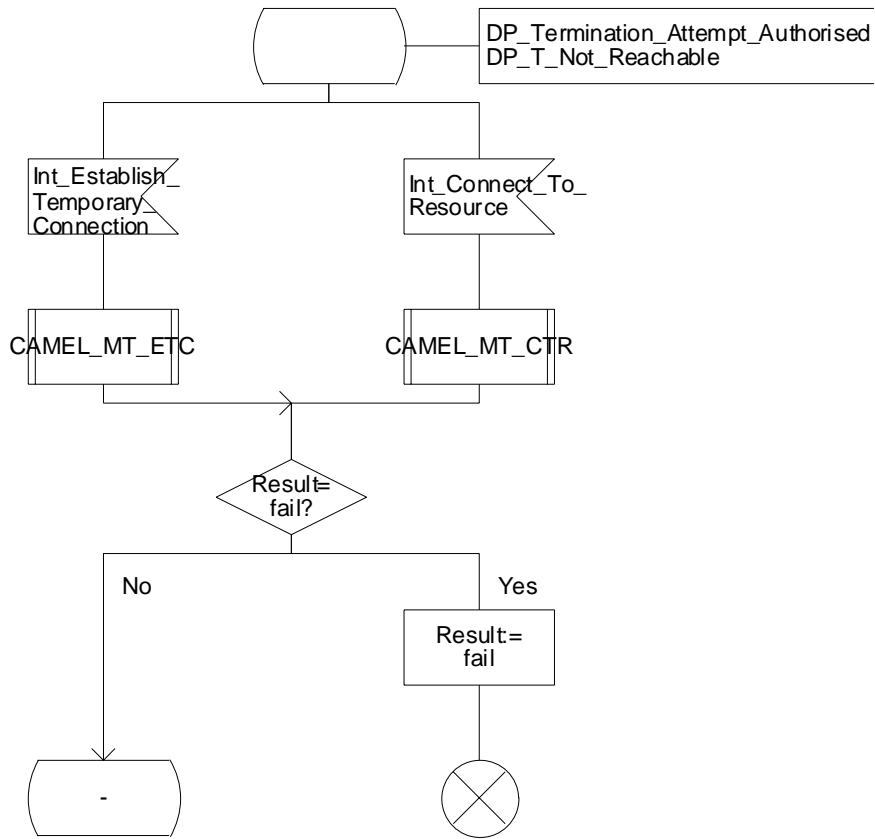 DP_Termination_Attempt_Authorised
DP_T_Not_Reachable
Int_Establish_
Temporary_
Connection
Int_Connect_To_
Resource
CAMEL_MT_ETC
CAMEL_MT_CTR
Result=
fail?
No
Yes
Result:=
fail
-